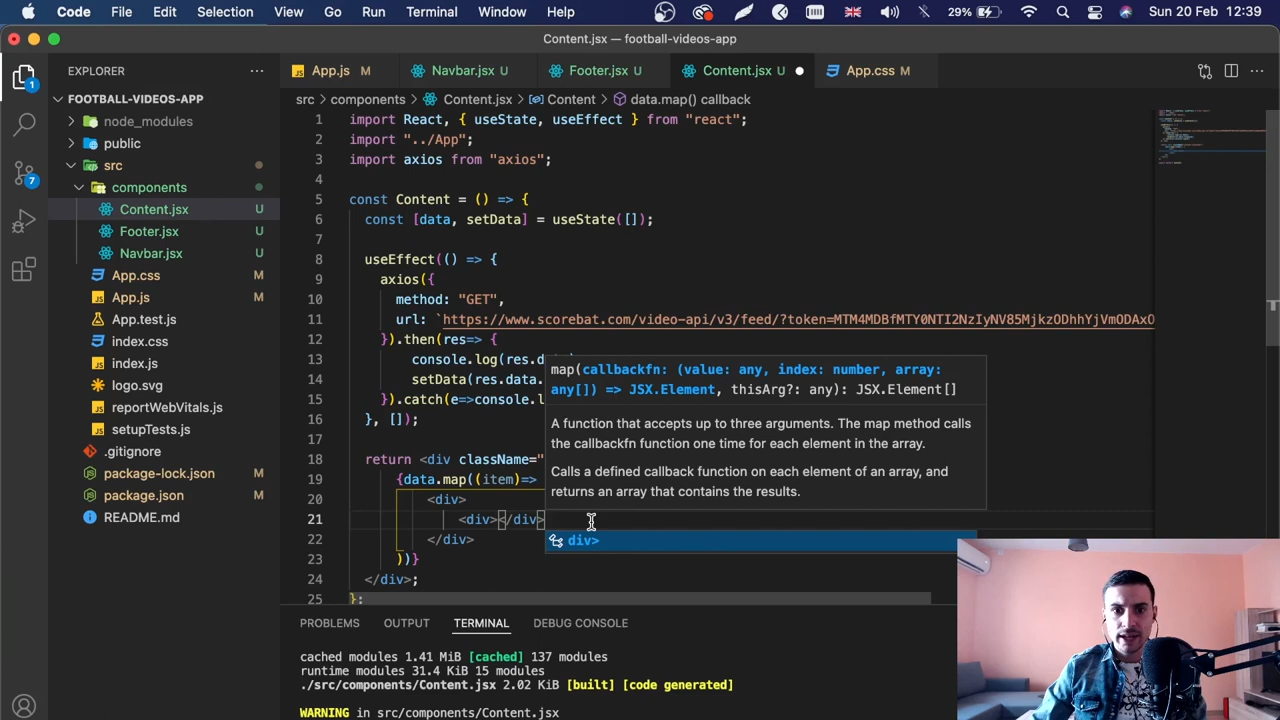 Code File Edit Selection View Go Run Terminal Window Help 29% Sun 20 Feb 12:39
Content.jsx — football-videos-app
EXPLORER
App.js M
Navbar.jsx U
Footer.jsx U
Content.jsx U
App.css M
FOOTBALL-VIDEOS-APP
node_modules
public
src
components
Content.jsx U
Footer.jsx U
Navbar.jsx U
App.css M
App.js M
App.test.js
index.css
index.js
logo.svg
reportWebVitals.js
setupTests.js
.gitignore
package-lock.json M
package.json M
README.md
1
7
src > components > Content.jsx > Content > data.map() callback
1 import React, { useState, useEffect } from "react";
2 import "../App";
3 import axios from "axios";
4
5 const Content = () => {
6 const [data, setData] = useState([]);
7
8 useEffect(() => {
9 axios({
10 method: "GET",
11 url: `https://www.scorebat.com/video-api/v3/feed/?token=MTM4MDBfMTY0NTI2NzIyNV85MjkzODhhYjVmODAxO
12 }).then(res=> {
13 console.log(res.d
14 setData(res.data.
15 }).catch(e=>console.l
16 }, []);
17
18 return <div className="
19 {data.map((item)=>
20 <div>
21 <div></div>
22 </div>
23 ))}
24 </div>;
25 };
map(callbackfn: (value: any, index: number, array:
any[]) => JSX.Element, thisArg?: any): JSX.Element[]
A function that accepts up to three arguments. The map method calls
the callbackfn function one time for each element in the array.
Calls a defined callback function on each element of an array, and
returns an array that contains the results.
div>
PROBLEMS OUTPUT TERMINAL DEBUG CONSOLE
cached modules 1.41 MiB [cached] 137 modules
runtime modules 31.4 KiB 15 modules
./src/components/Content.jsx 2.02 KiB [built] [code generated]
WARNING in src/components/Content.jsx